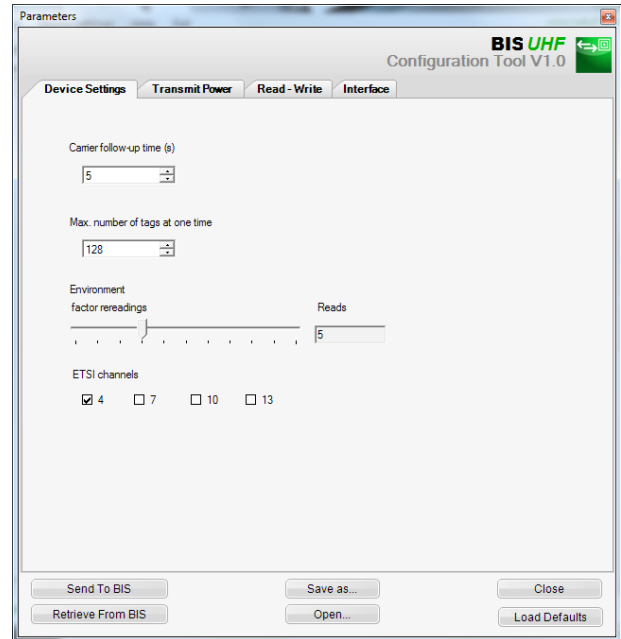 Parameters
BIS UHF
Configuration Tool V1.0
Device Settings
Transmit Power
Read - Write
Interface
Carrier follow-up time (s)
5
Max. number of tags at one time
128
Environment
factor rereadings
Reads
5
ETSI channels
4
7
10
13
Send To BIS
Save as...
Close
Retrieve From BIS
Open...
Load Defaults